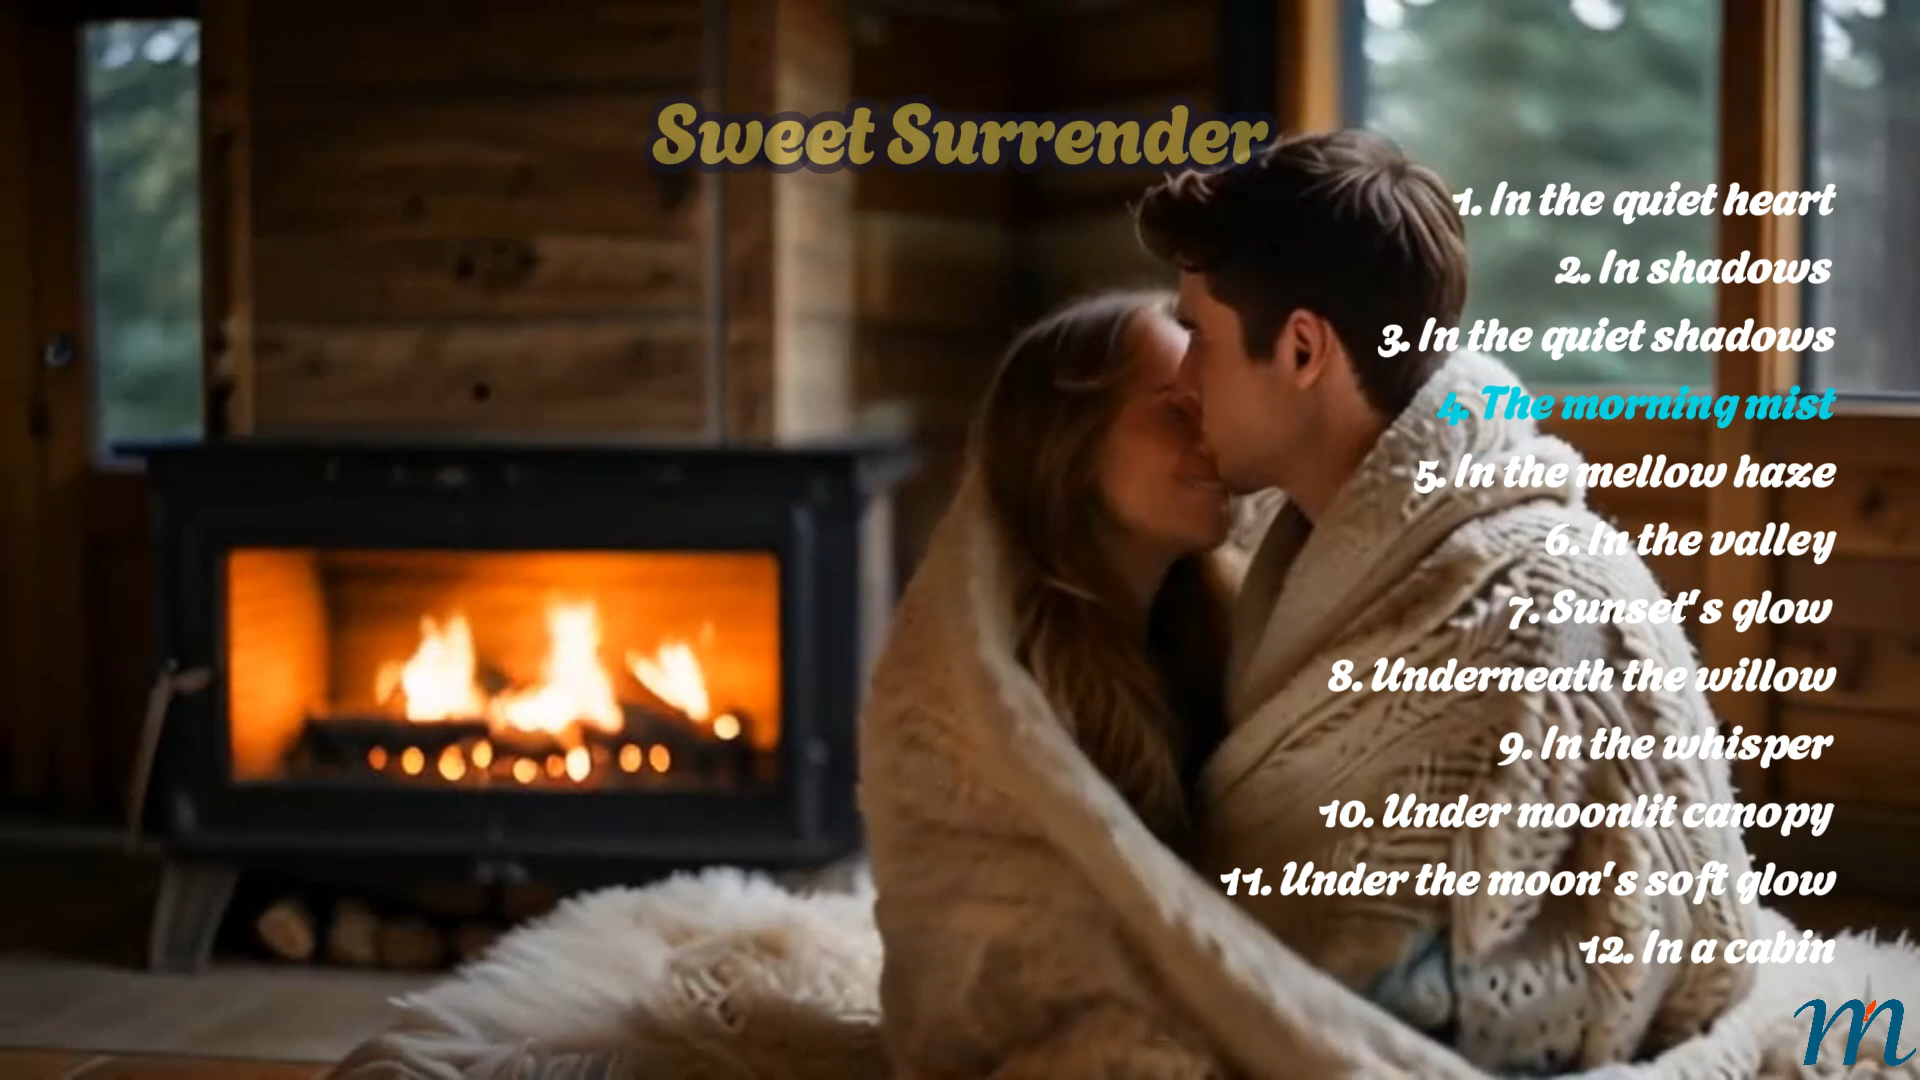 Sweet Surrender
1. In the quiet heart
2. In shadows
3. In the quiet shadows
4. The morning mist
5. In the mellow haze
6. In the valley
7. Sunset's glow
8. Underneath the willow
9. In the whisper
10. Under moonlit canopy
11. Under the moon's soft glow
12. In a cabin
m